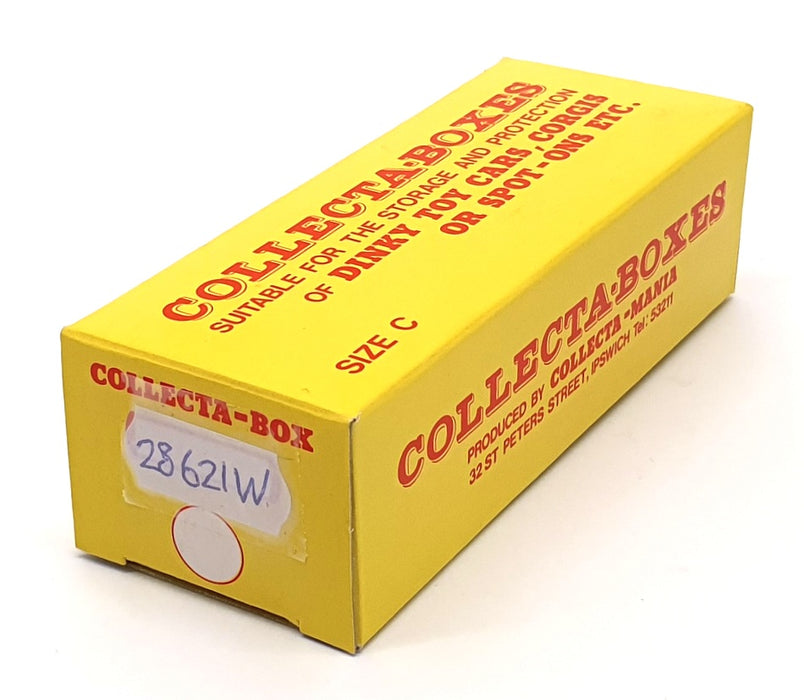 COLLECTA-BOXES
SUITABLE FOR THE STORAGE AND PROTECTION
OF DINKY TOY CARS, CORGIS
OR SPOT-ONS ETC.
SIZE C
COLLECTA-BOXES
PRODUCED BY COLLECTA-MANIA
32 ST PETERS STREET, IPSWICH Tel: 53211
COLLECTA-BOX
28621W